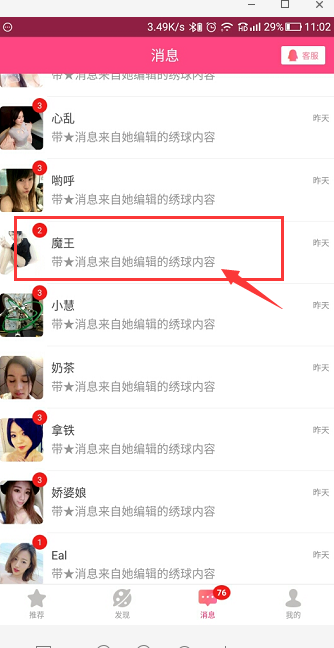 3.49K/s 29% 11:02
消息 客服
带★消息来自她编辑的绣球内容
3
心乱 昨天
带★消息来自她编辑的绣球内容
3
哟呼 昨天
带★消息来自她编辑的绣球内容
2
魔王 昨天
带★消息来自她编辑的绣球内容
3
小慧 昨天
带★消息来自她编辑的绣球内容
奶茶 昨天
带★消息来自她编辑的绣球内容
3
拿铁 昨天
带★消息来自她编辑的绣球内容
3
娇婆娘 昨天
带★消息来自她编辑的绣球内容
1
Eal 昨天
带★消息来自她编辑的绣球内容
76
推荐 发现 消息 我的